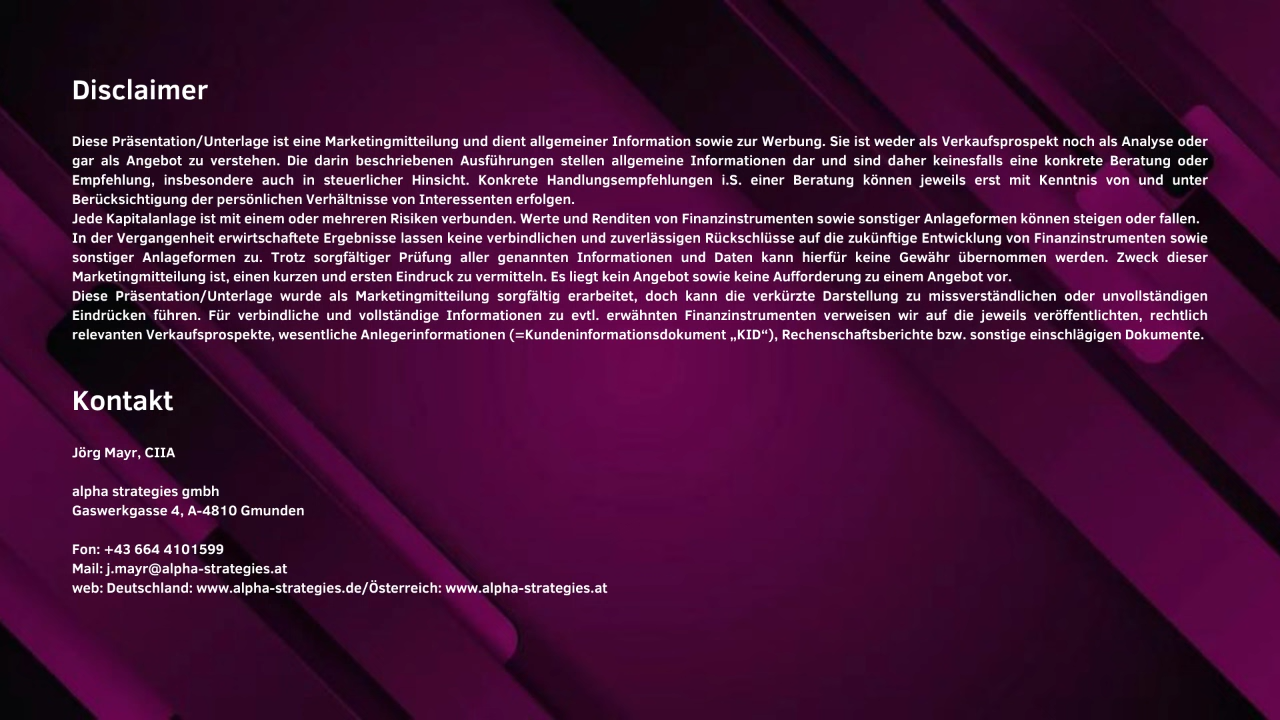 Disclaimer
Diese Präsentation/Unterlage ist eine Marketingmitteilung und dient allgemeiner Information sowie zur Werbung. Sie ist weder als Verkaufsprospekt noch als Analyse oder
gar als Angebot zu verstehen. Die darin beschriebenen Ausführungen stellen allgemeine Informationen dar und sind daher keinesfalls eine konkrete Beratung oder
Empfehlung, insbesondere auch in steuerlicher Hinsicht. Konkrete Handlungsempfehlungen i.S. einer Beratung können jeweils erst mit Kenntnis von und unter
Berücksichtigung der persönlichen Verhältnisse von Interessenten erfolgen.
Jede Kapitalanlage ist mit einem oder mehreren Risiken verbunden. Werte und Renditen von Finanzinstrumenten sowie sonstiger Anlageformen können steigen oder fallen.
In der Vergangenheit erwirtschaftete Ergebnisse lassen keine verbindlichen und zuverlässigen Rückschlüsse auf die zukünftige Entwicklung von Finanzinstrumenten sowie
sonstiger Anlageformen zu. Trotz sorgfältiger Prüfung aller genannten Informationen und Daten kann hierfür keine Gewähr übernommen werden. Zweck dieser
Marketingmitteilung ist, einen kurzen und ersten Eindruck zu vermitteln. Es liegt kein Angebot sowie keine Aufforderung zu einem Angebot vor.
Diese Präsentation/Unterlage wurde als Marketingmitteilung sorgfältig erarbeitet, doch kann die verkürzte Darstellung zu missverständlichen oder unvollständigen
Eindrücken führen. Für verbindliche und vollständige Informationen zu evtl. erwähnten Finanzinstrumenten verweisen wir auf die jeweils veröffentlichten, rechtlich
relevanten Verkaufsprospekte, wesentliche Anlegerinformationen (=Kundeninformationsdokument „KID“), Rechenschaftsberichte bzw. sonstige einschlägigen Dokumente.
Kontakt
Jörg Mayr, CIIA
alpha strategies gmbh
Gaswerkgasse 4, A-4810 Gmunden
Fon: +43 664 4101599
Mail: j.mayr@alpha-strategies.at
web: Deutschland: www.alpha-strategies.de/Österreich: www.alpha-strategies.at